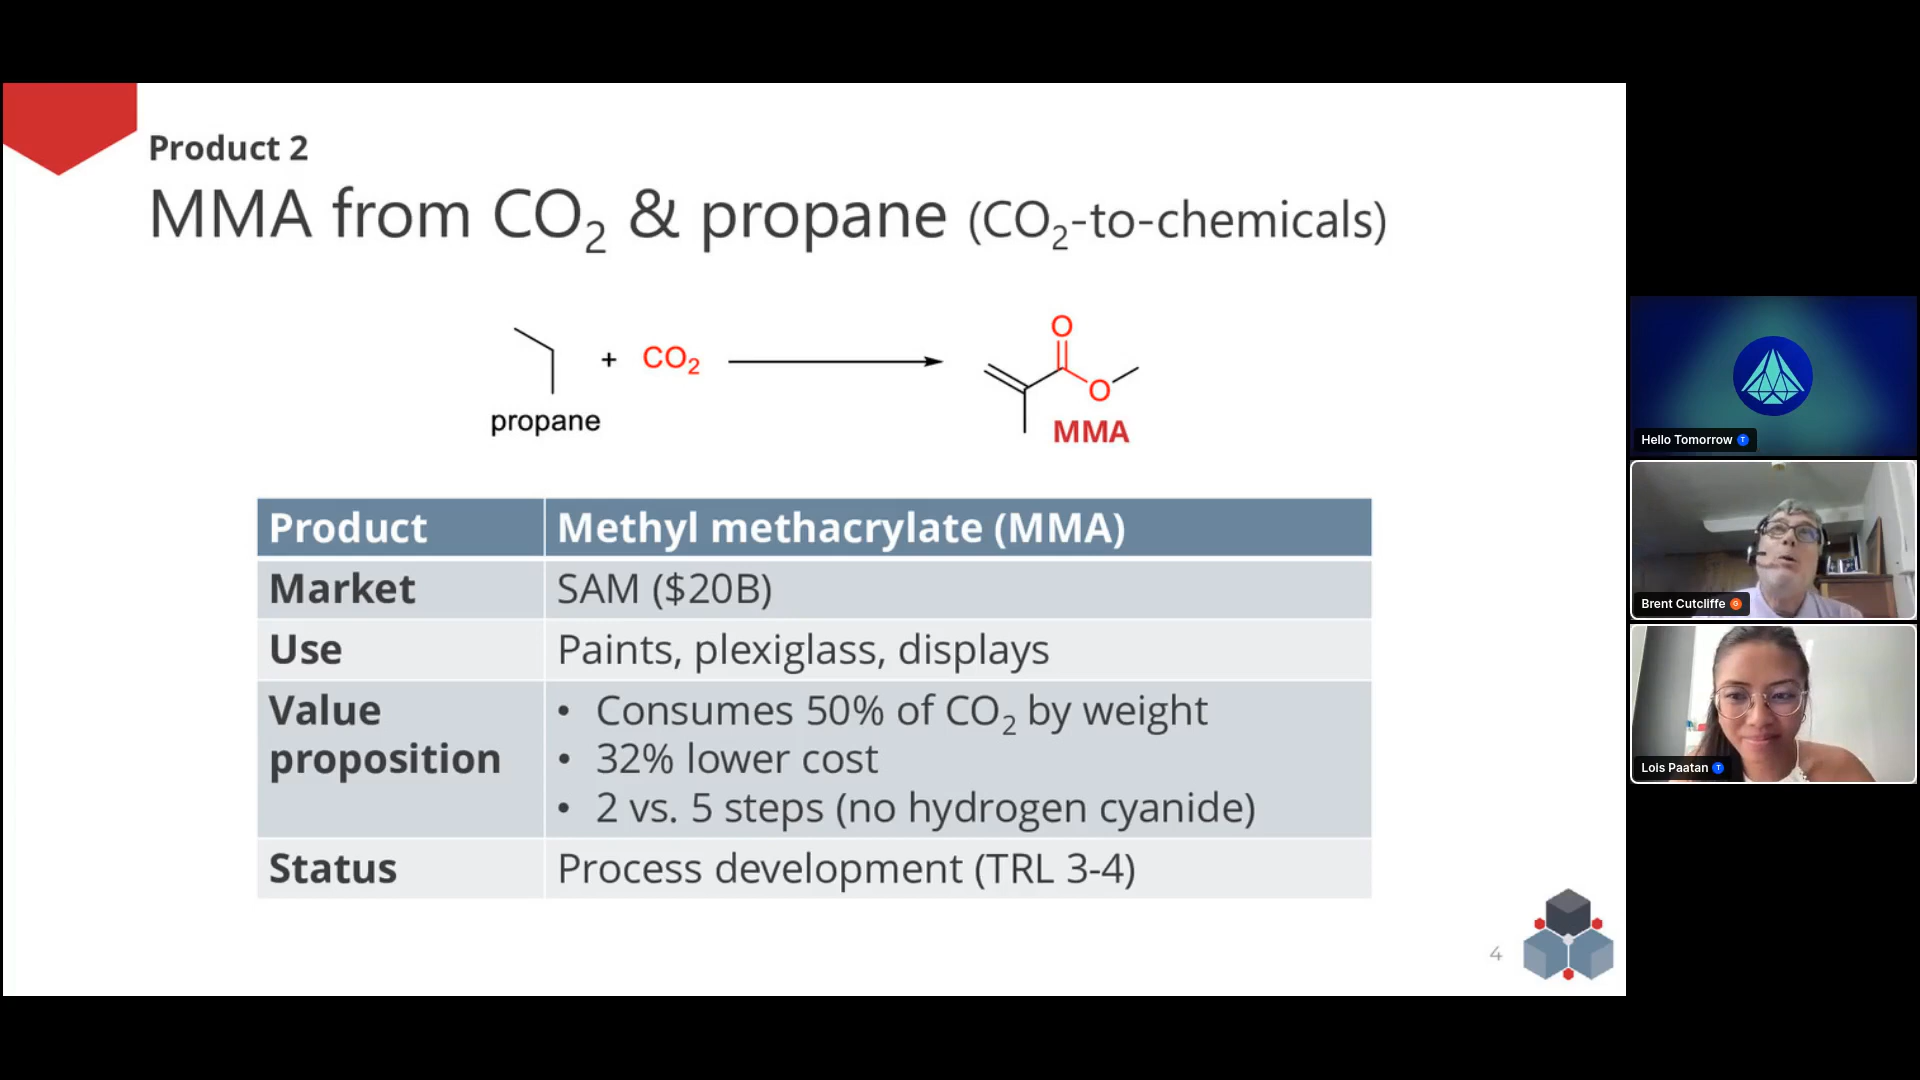 Product 2
MMA from CO₂ & propane (CO₂-to-chemicals)
propane
+
CO₂
O
O
MMA
Product
Methyl methacrylate (MMA)
Market
SAM ($20B)
Use
Paints, plexiglass, displays
Value
proposition
• Consumes 50% of CO₂ by weight
• 32% lower cost
• 2 vs. 5 steps (no hydrogen cyanide)
Status
Process development (TRL 3-4)
4
Hello Tomorrow T
Brent Cutcliffe G
Lois Paatan T